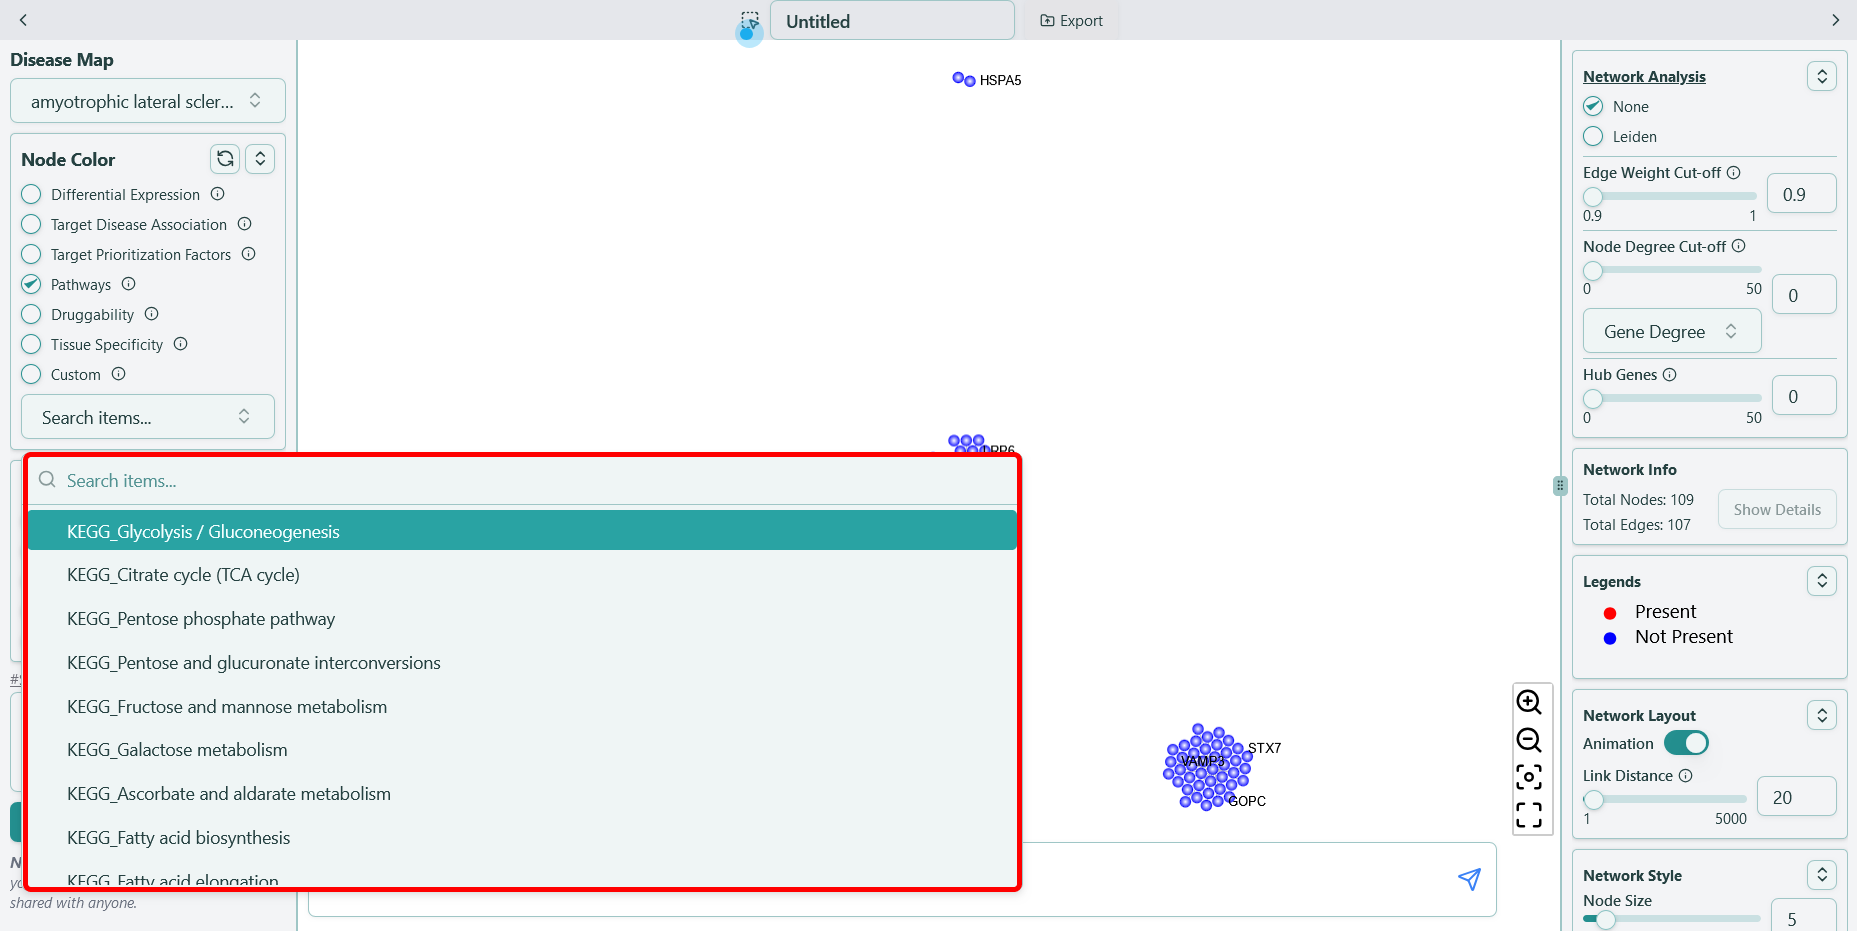 Untitled
Export
Disease Map
amyotrophic lateral scler...
Node Color
Differential Expression
Target Disease Association
Target Prioritization Factors
Pathways
Druggability
Tissue Specificity
Custom
Search items...
Search items...
KEGG_Glycolysis / Gluconeogenesis
KEGG_Citrate cycle (TCA cycle)
KEGG_Pentose phosphate pathway
KEGG_Pentose and glucuronate interconversions
KEGG_Fructose and mannose metabolism
KEGG_Galactose metabolism
KEGG_Ascorbate and aldarate metabolism
KEGG_Fatty acid biosynthesis
KEGG_Fatty acid elongation
shared with anyone.
HSPA5
LRP6
STX7
VAMP3
GOPC
Network Analysis
None
Leiden
Edge Weight Cut-off
0.9
0.9 1
Node Degree Cut-off
0 50
0
Gene Degree
Hub Genes
0
0 50
Network Info
Total Nodes: 109
Total Edges: 107
Show Details
Legends
Present
Not Present
Network Layout
Animation
Link Distance
20
1 5000
Network Style
Node Size
5